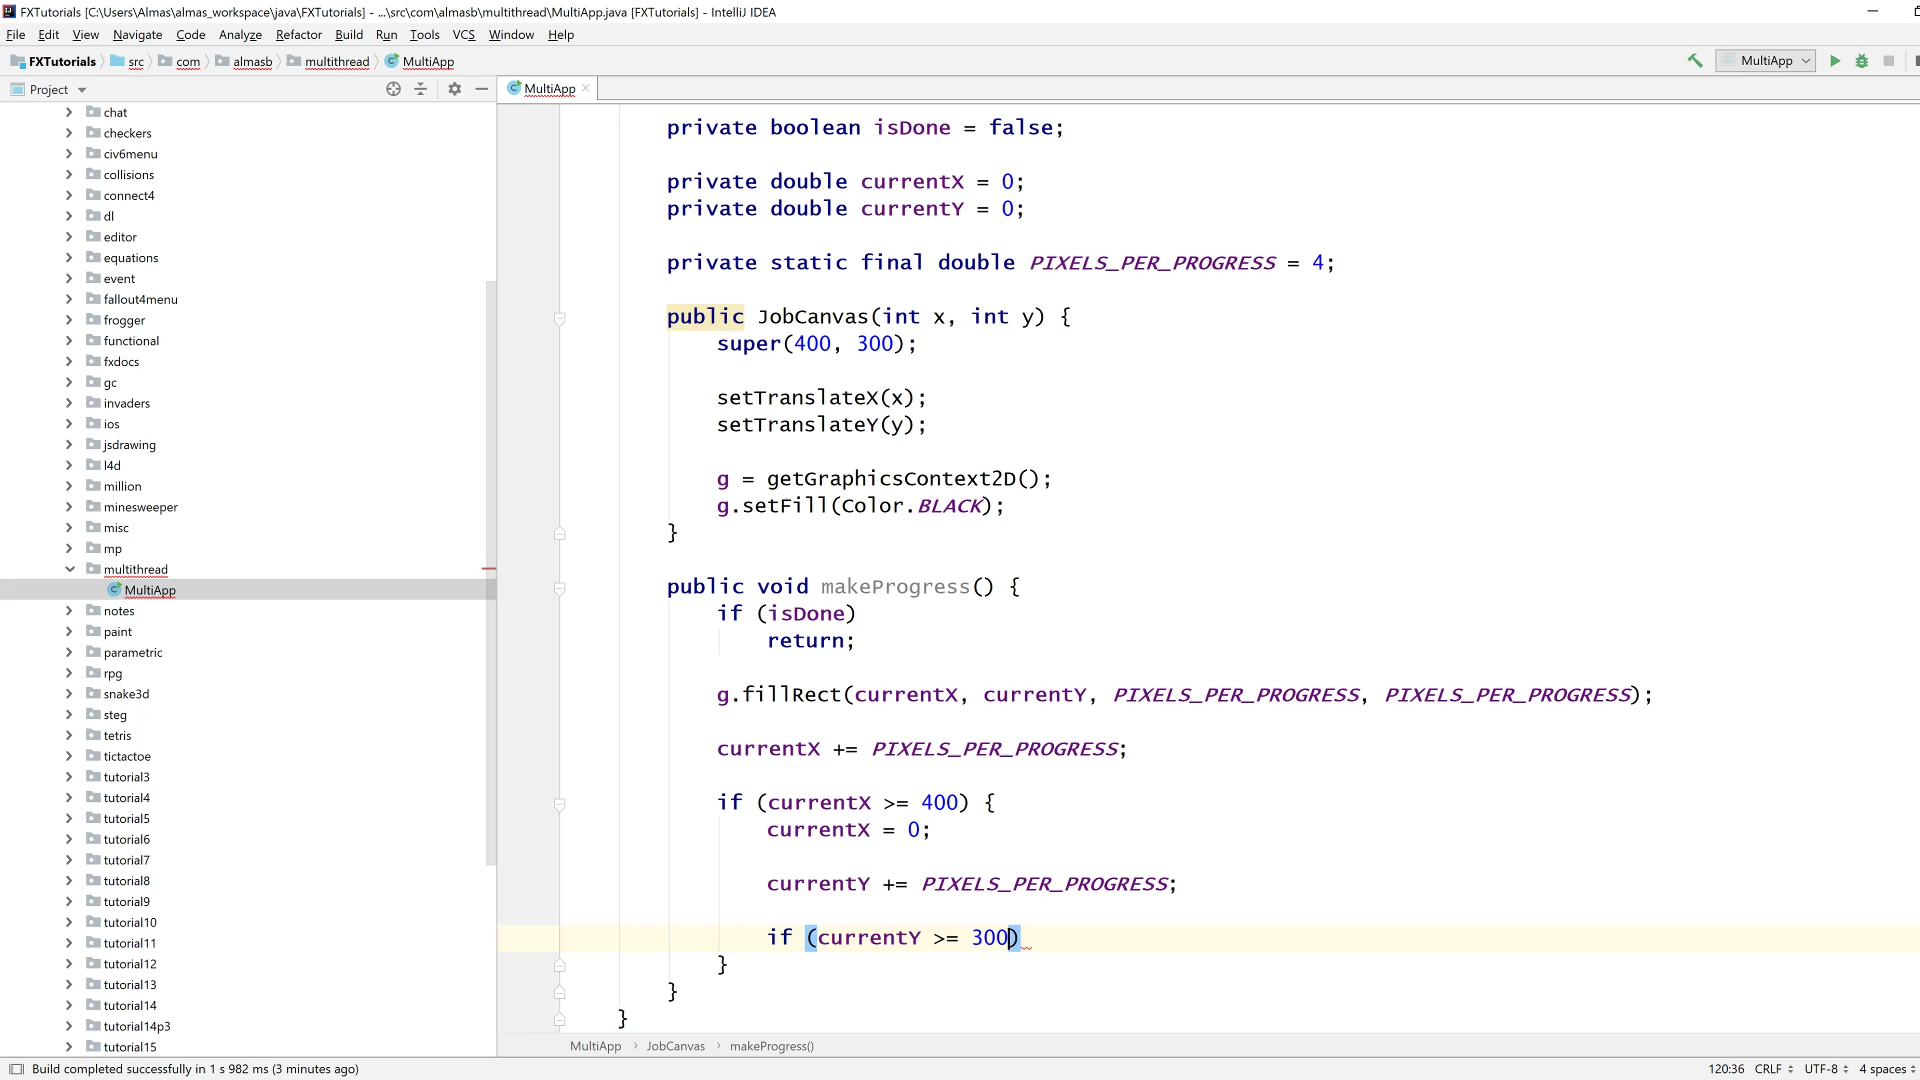 FXTutorials [C:\Users\Almas\almas_workspace\java\FXTutorials] - ...\src\com\almasb\multithread\MultiApp.java [FXTutorials] - IntelliJ IDEA
File Edit View Navigate Code Analyze Refactor Build Run Tools VCS Window Help
FXTutorials src com almasb multithread MultiApp MultiApp
Project
MultiApp
chat
checkers
civ6menu
collisions
connect4
dl
editor
equations
event
fallout4menu
frogger
functional
fxdocs
gc
invaders
ios
jsdrawing
l4d
million
minesweeper
misc
mp
multithread
MultiApp
notes
paint
parametric
rpg
snake3d
steg
tetris
tictactoe
tutorial3
tutorial4
tutorial5
tutorial6
tutorial7
tutorial8
tutorial9
tutorial10
tutorial11
tutorial12
tutorial13
tutorial14
tutorial14p3
tutorial15
private boolean isDone = false;
private double currentX = 0;
private double currentY = 0;
private static final double PIXELS_PER_PROGRESS = 4;
public JobCanvas(int x, int y) {
super(400, 300);
setTranslateX(x);
setTranslateY(y);
g = getGraphicsContext2D();
g.setFill(Color.BLACK);
}
public void makeProgress() {
if (isDone)
return;
g.fillRect(currentX, currentY, PIXELS_PER_PROGRESS, PIXELS_PER_PROGRESS);
currentX += PIXELS_PER_PROGRESS;
if (currentX >= 400) {
currentX = 0;
currentY += PIXELS_PER_PROGRESS;
if (currentY >= 300)
}
}
}
MultiApp › JobCanvas › makeProgress()
Build completed successfully in 1 s 982 ms (3 minutes ago)
120:36 CRLF UTF-8 4 spaces